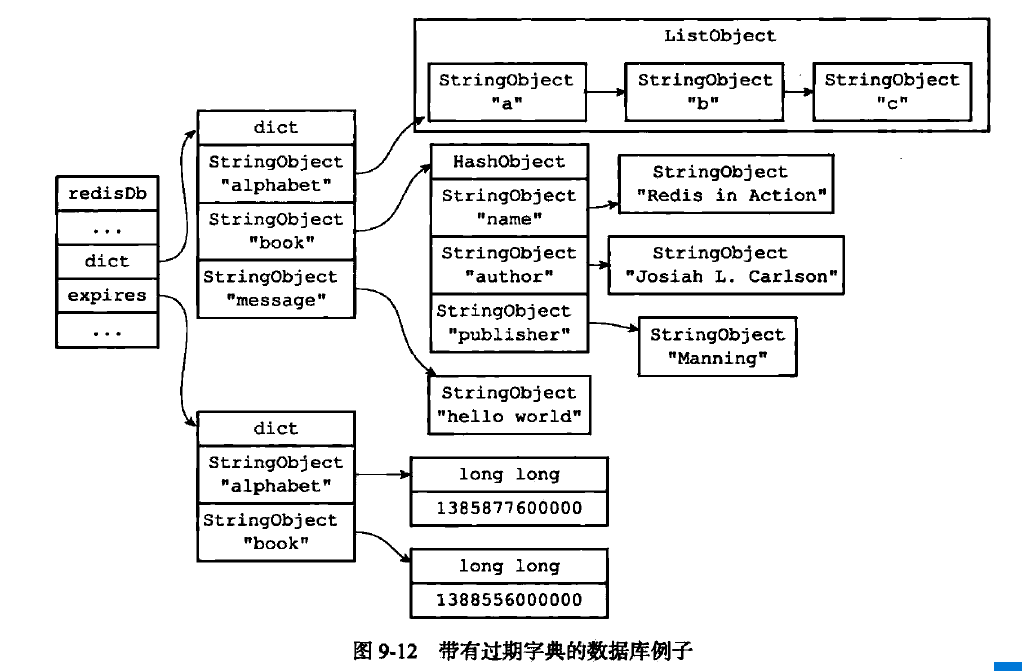 redisDb
...
dict
expires
...
dict
StringObject
"alphabet"
StringObject
"book"
StringObject
"message"
ListObject
StringObject
"a"
StringObject
"b"
StringObject
"c"
HashObject
StringObject
"name"
StringObject
"author"
StringObject
"publisher"
StringObject
"Redis in Action"
StringObject
"Josiah L. Carlson"
StringObject
"Manning"
StringObject
"hello world"
dict
StringObject
"alphabet"
StringObject
"book"
long long
1385877600000
long long
1388556000000
图 9-12 带有过期字典的数据库例子